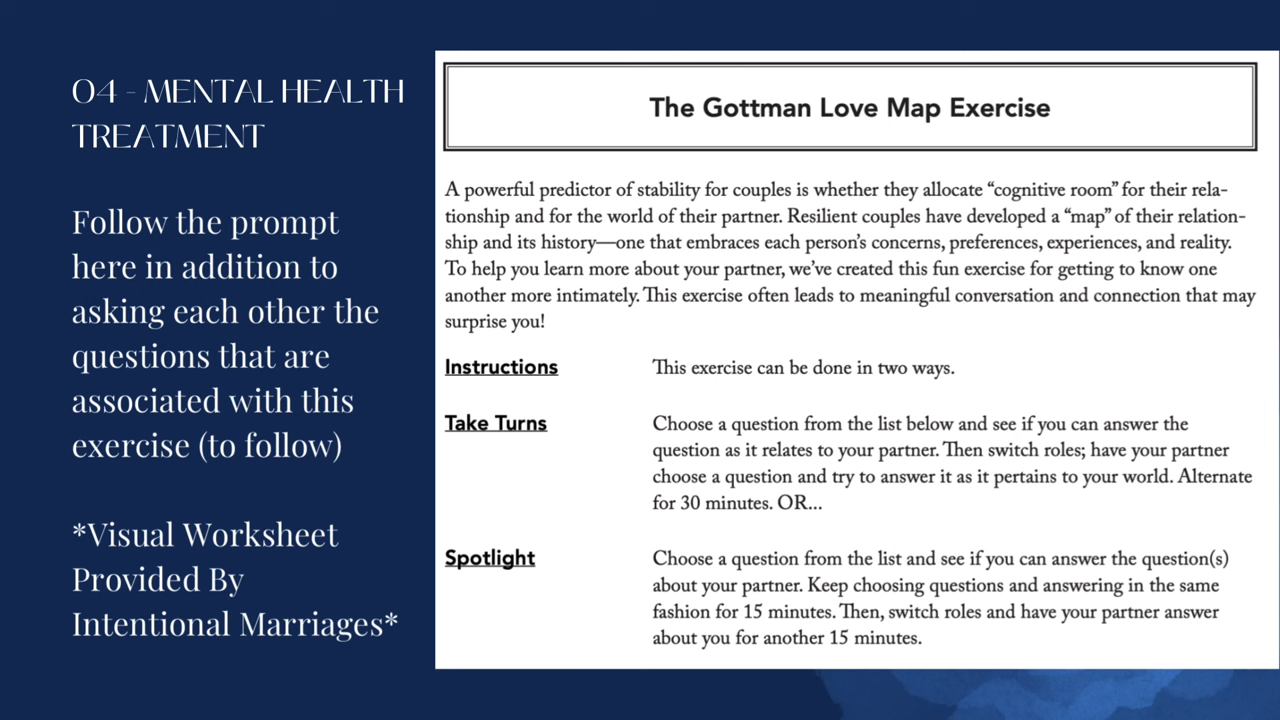 04 - MENTAL HEALTH
TREATMENT
Follow the prompt
here in addition to
asking each other the
questions that are
associated with this
exercise (to follow)
*Visual Worksheet
Provided By
Intentional Marriages*
The Gottman Love Map Exercise
A powerful predictor of stability for couples is whether they allocate “cognitive room” for their rela-
tionship and for the world of their partner. Resilient couples have developed a “map” of their relation-
ship and its history—one that embraces each person’s concerns, preferences, experiences, and reality.
To help you learn more about your partner, we’ve created this fun exercise for getting to know one
another more intimately. This exercise often leads to meaningful conversation and connection that may
surprise you!
Instructions This exercise can be done in two ways.
Take Turns Choose a question from the list below and see if you can answer the
question as it relates to your partner. Then switch roles; have your partner
choose a question and try to answer it as it pertains to your world. Alternate
for 30 minutes. OR...
Spotlight Choose a question from the list and see if you can answer the question(s)
about your partner. Keep choosing questions and answering in the same
fashion for 15 minutes. Then, switch roles and have your partner answer
about you for another 15 minutes.